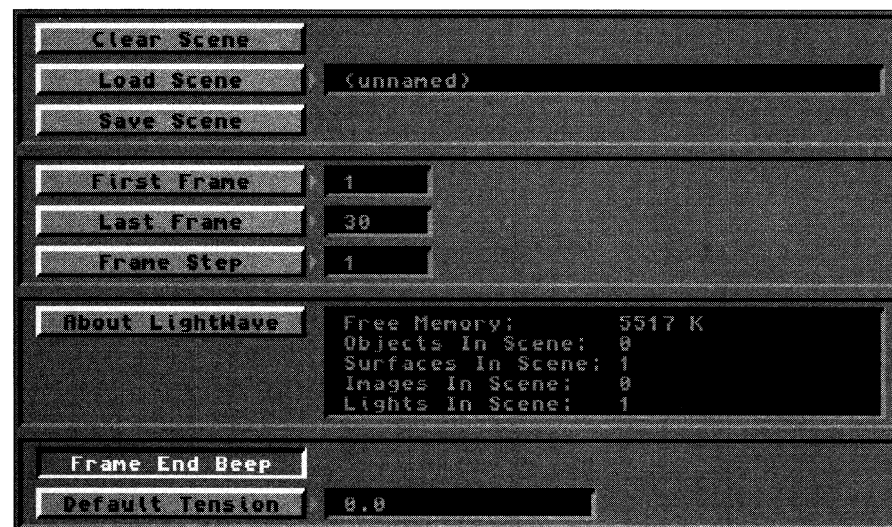 Clear Scene
Load Scene (unnamed)
Save Scene
First Frame 1
Last Frame 30
Frame Step 1
About LightWave
Free Memory: 5517 K
Objects In Scene: 0
Surfaces In Scene: 1
Images In Scene: 0
Lights In Scene: 1
Frame End Beep
Default Tension 0.0